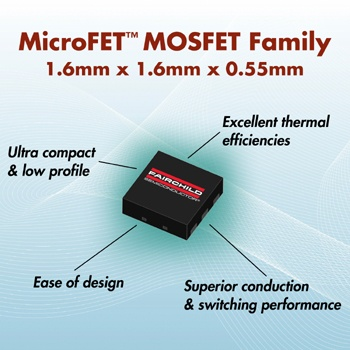 MicroFET™ MOSFET Family
1.6mm x 1.6mm x 0.55mm
Excellent thermal
efficiencies
Ultra compact
& low profile
FAIRCHILD
SEMICONDUCTOR®
Ease of design
Superior conduction
& switching performance